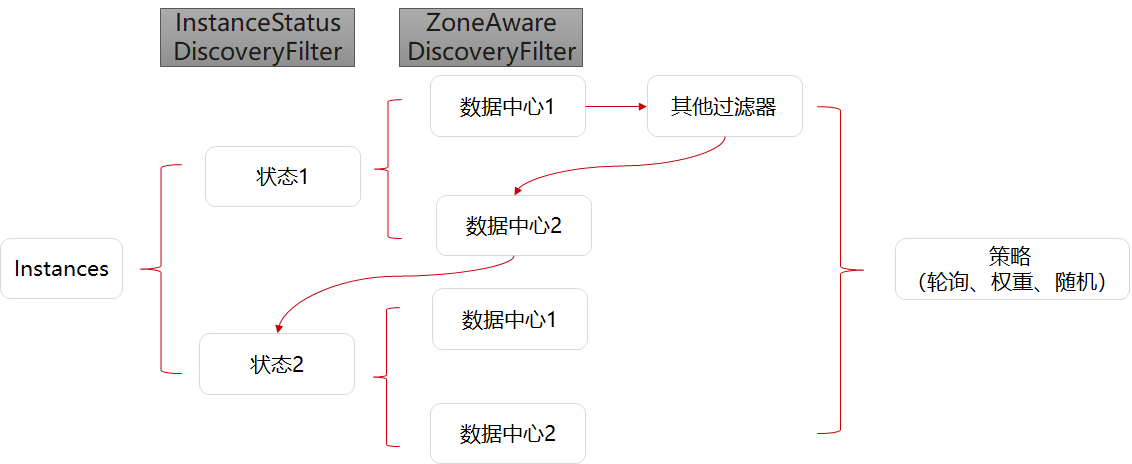 InstanceStatus
DiscoveryFilter
ZoneAware
DiscoveryFilter
数据中心1
其他过滤器
状态1
数据中心2
Instances
策略
（轮询、权重、随机）
数据中心1
状态2
数据中心2